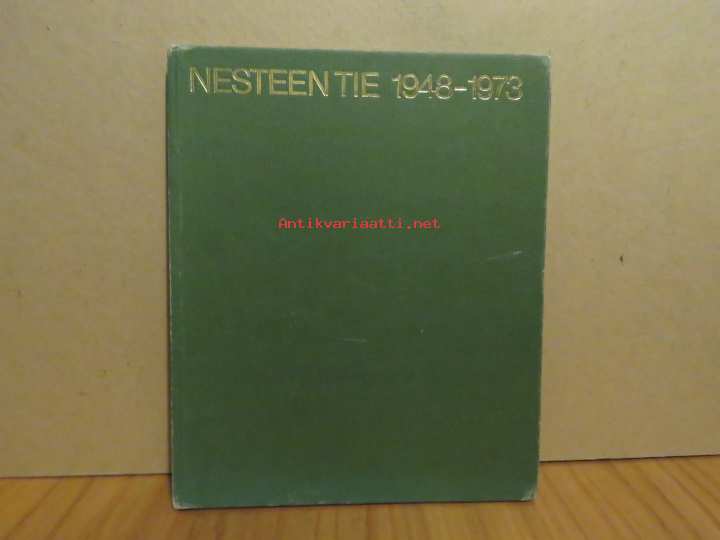 NESTEEN TIE 1948-1973
Antikvariaatti.net